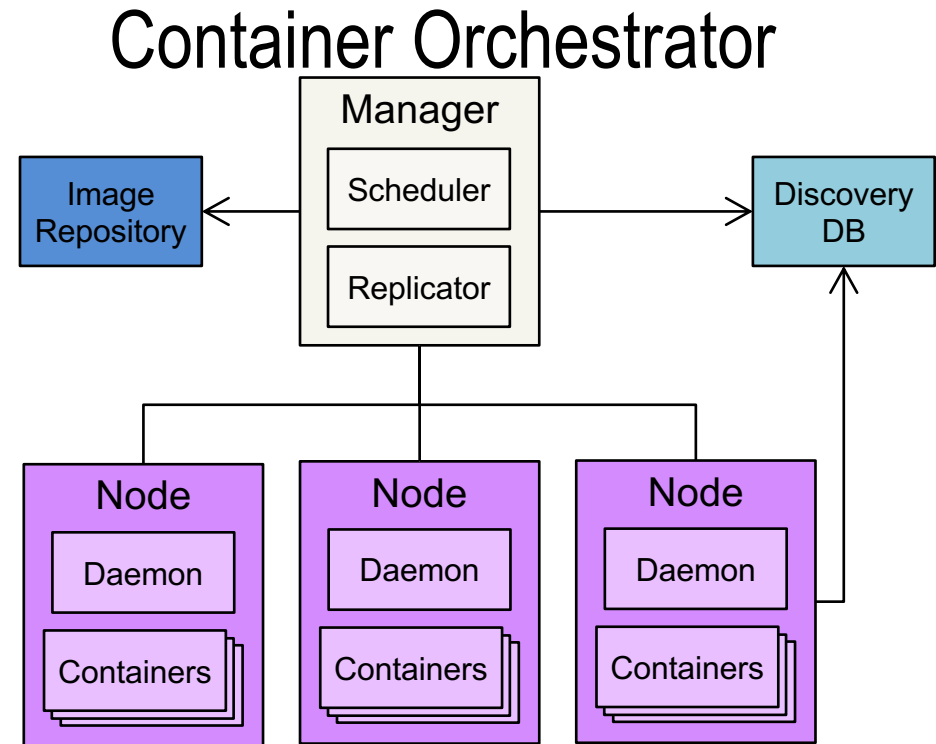 Container Orchestrator
Manager
Scheduler
Replicator
Image
Repository
Discovery
DB
Node
Daemon
Containers
Node
Daemon
Containers
Node
Daemon
Containers